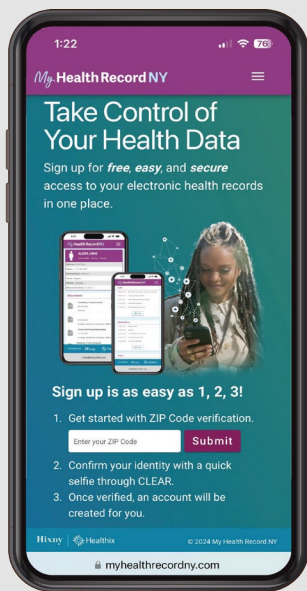 1:22
76
My Health Record NY
Take Control of
Your Health Data
Sign up for free, easy, and secure
access to your electronic health records
in one place.
Sign up is as easy as 1, 2, 3!
1. Get started with ZIP Code verification.
Enter your ZIP Code
Submit
2. Confirm your identity with a quick
selfie through CLEAR.
3. Once verified, an account will be
created for you.
Hixny
Healthix
© 2024 My Health Record NY
myhealthrecordny.com